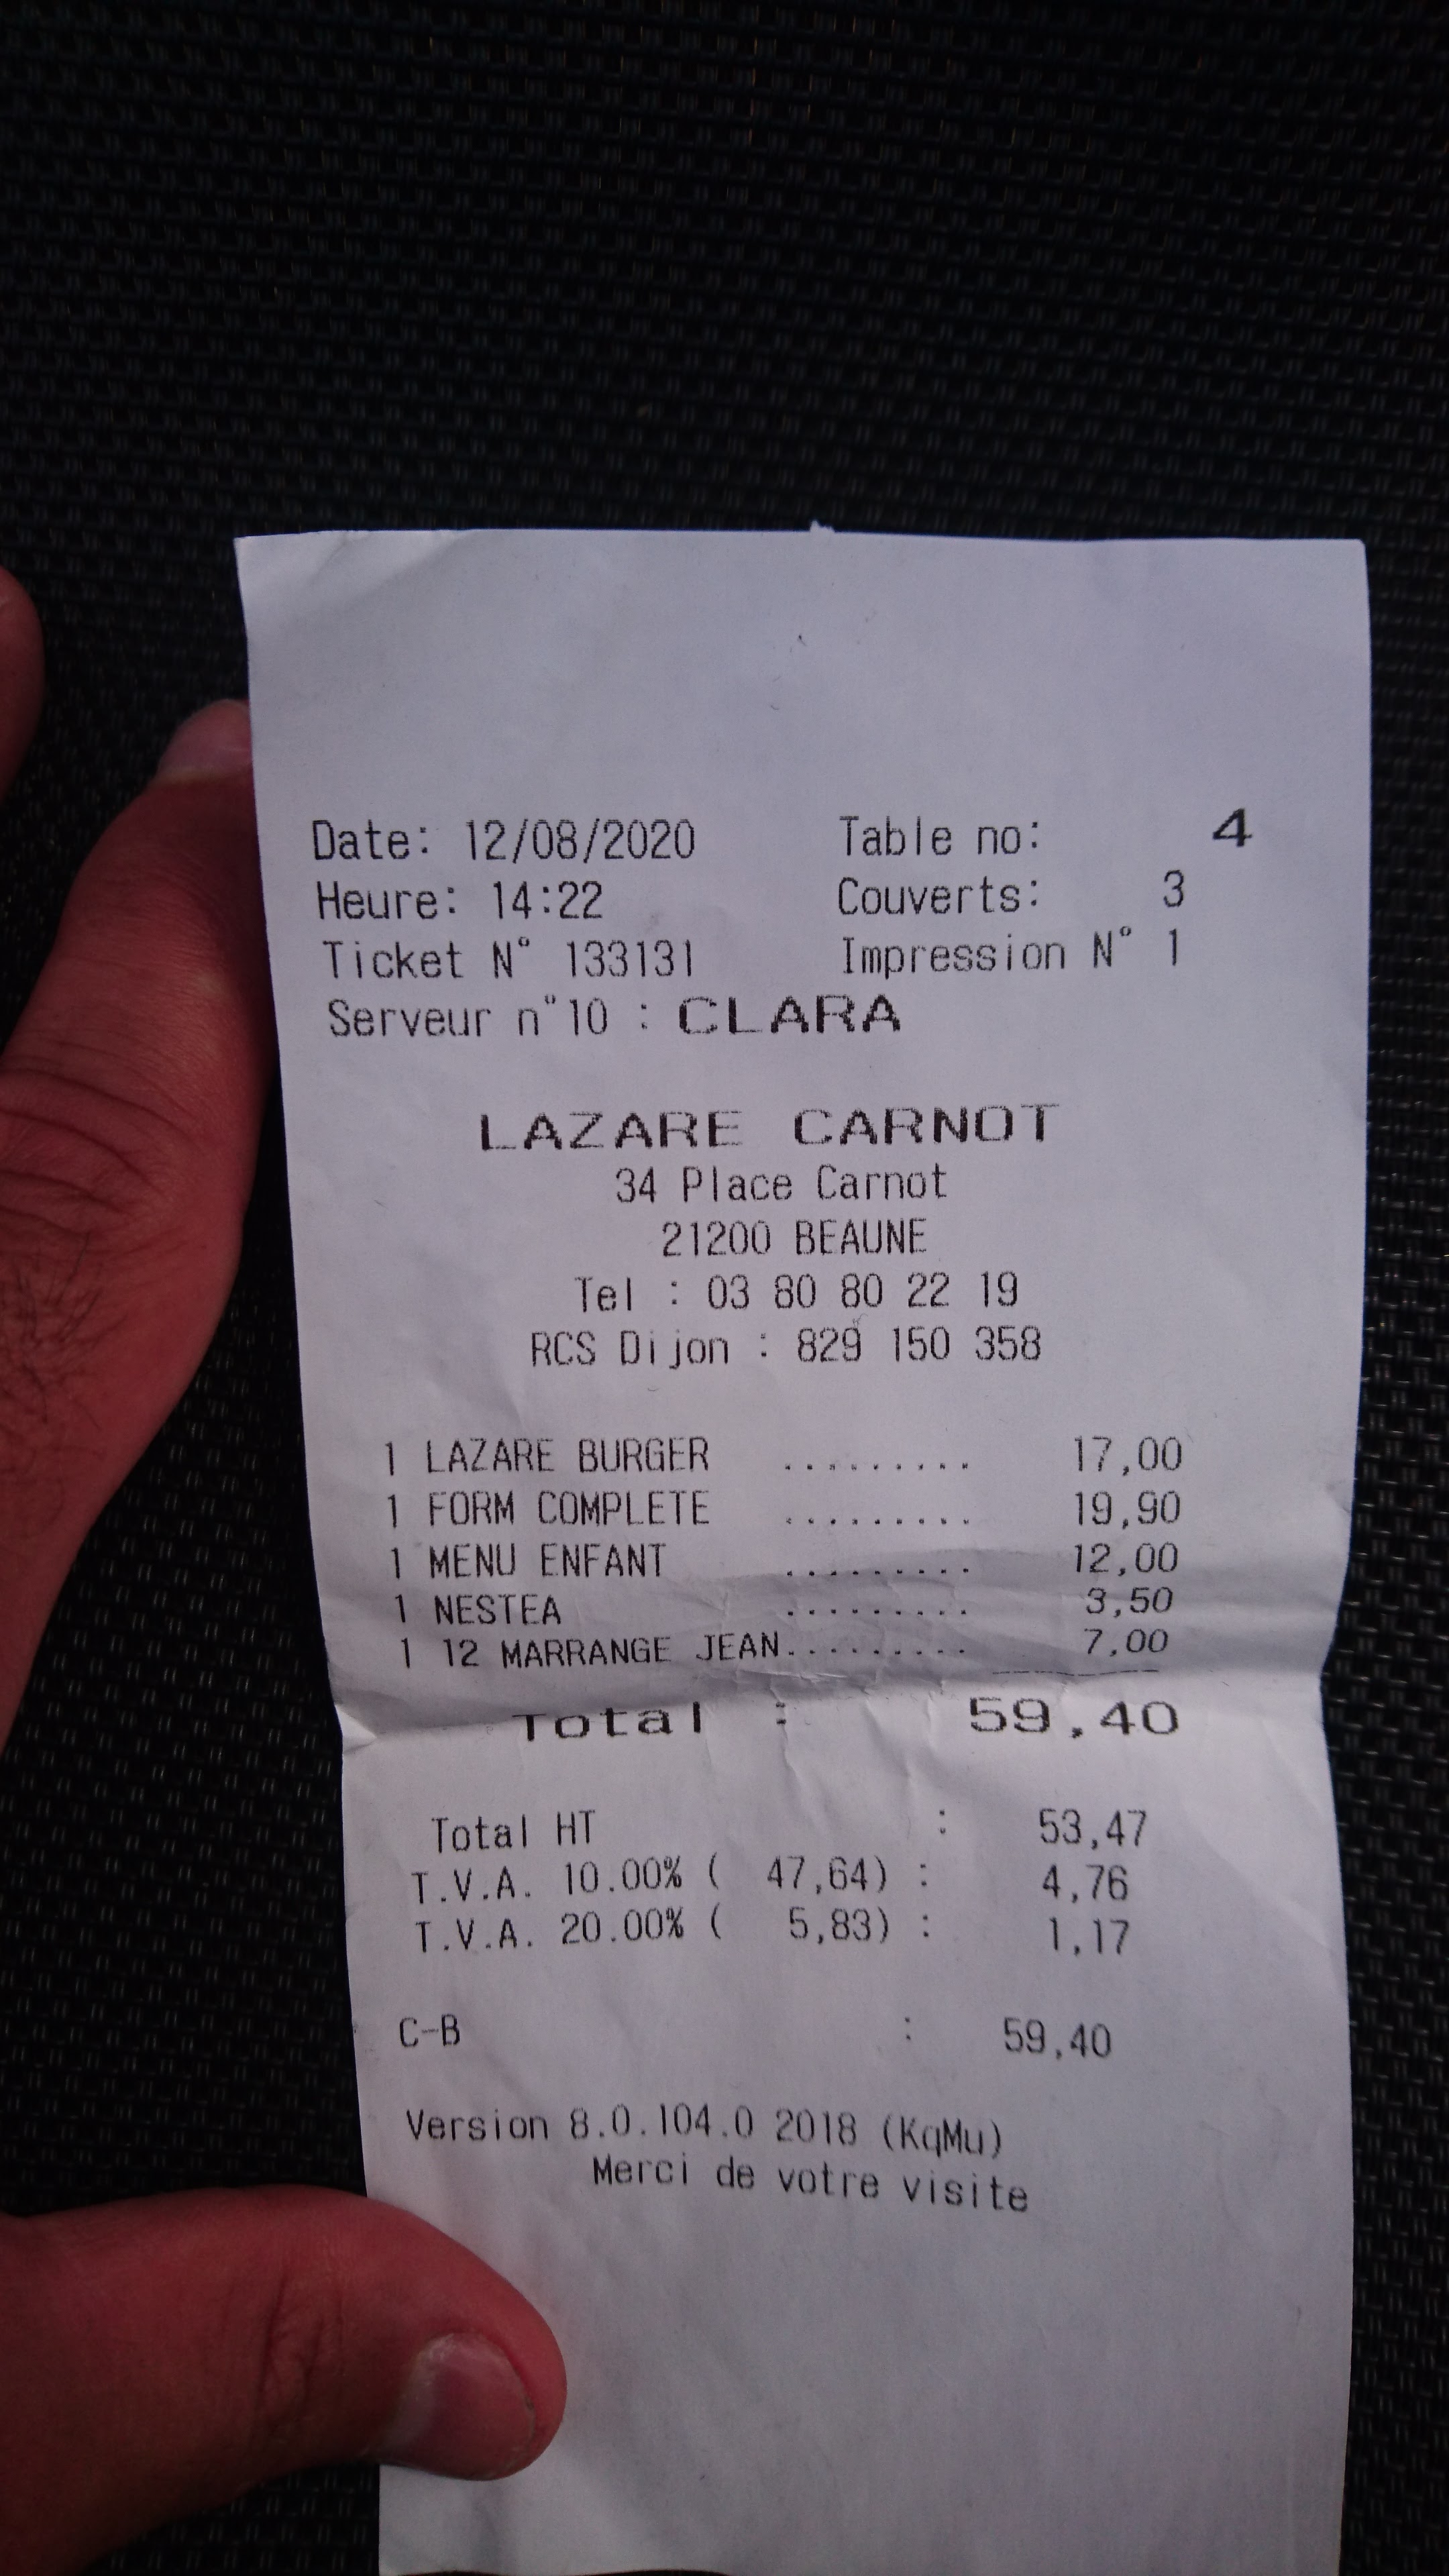 Date: 12/08/2020 Table no: 4
Heure: 14:22 Couverts: 3
Ticket N° 133131 Impression N° 1
Serveur n°10 : CLARA
LAZARE CARNOT
34 Place Carnot
21200 BEAUNE
Tel : 03 80 80 22 19
RCS Dijon : 829 150 358
1 LAZARE BURGER ......... 17,00
1 FORM COMPLETE ......... 19,90
1 MENU ENFANT ......... 12,00
1 NESTEA ......... 3,50
1 12 MARRANGE JEAN......... 7,00
Total : 59,40
Total HT : 53,47
T.V.A. 10.00% ( 47,64) : 4,76
T.V.A. 20.00% ( 5,83) : 1,17
C-B : 59,40
Version 8.0.104.0 2018 (KqMu)
Merci de votre visite